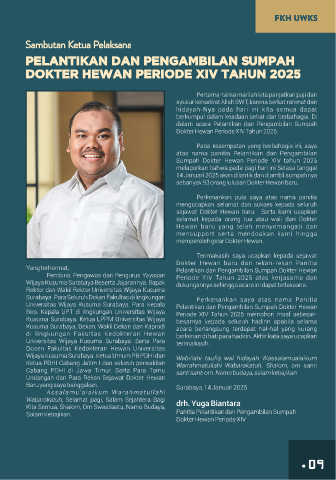 FKH UWKS
Sambutan Ketua Pelaksana
PELANTIKAN DAN PENGAMBILAN SUMPAH
DOKTER HEWAN PERIODE XIV TAHUN 2025
Yang terhormat,
Pembina, Pengawas dan Pengurus Yayasan
Wijaya Kusuma Surabaya Beserta Jajarannya. Bapak
Rektor dan Wakil Rektor Universitas Wijaya Kusuma
Surabaya. Para Seluruh Dekan Fakultas di lingkungan
Universitas Wijaya Kusuma Surabaya. Para Kepala
Biro, Kepala UPT di lingkungan Universitas Wijaya
Kusuma Surabaya. Ketua LPPM Universitas Wijaya
Kusuma Surabaya. Dekan, Wakil Dekan dan Kaprodi
di lingkungan Fakultas Kedokteran Hewan
Universitas Wijaya Kusuma Surabaya. Serta Para
Dosen Fakultas Kedokteran Hewan Universitas
Wijaya Kusuma Surabaya. Ketua Umum PB PDHI dan
Ketua PDHI Cabang Jatim I dan seluruh perwakilan
Cabang PDHI di Jawa Timur. Serta Para Tamu
Undangan dan Para Rekan Sejawat Dokter Hewan
Baru yang saya banggakan.
Assalamu'alaikum Warahmatullahi
Wabarakatuh, Selamat pagi, Salam Sejahtera Bagi
Kita Semua, Shalom, Om Swastiastu, Namo Budaya,
Salam Kebajikan.
Pertama-tama marilah kita panjatkan puji dan
syukur kehadirat Allah SWT, karena berkat rahmat dan
hidayah-Nya pada hari ini kita semua dapat
berkumpul dalam keadaan sehat dan berbahagia. Di
dalam acara Pelantikan dan Pengambilan Sumpah
Dokter Hewan Periode XIV Tahun 2025.
Pada kesempatan yang berbahagia ini, saya
atas nama panitia Pelantikan dan Pengambilan
Sumpah Dokter Hewan Periode XIV tahun 2025
melaporkan bahwa pada pagi hari ini Selasa tanggal
14 Januari 2025 akan dilantik dan diambil sumpahnya
sebanyak 93 orang lulusan Dokter Hewan baru.
Perkenankan pula saya atas nama panitia
mengucapkan selamat dan sukses kepada seluruh
sejawat Dokter Hewan baru. Serta kami ucapkan
selamat kepada orang tua atau wali dari Dokter
Hewan baru yang telah menyemangati dan
mensupport serta mendoakan kami hingga
memperoleh gelar Dokter Hewan.
Terimakasih saya ucapkan kepada sejawat
Dokter Hewan baru dan rekan-rekan Panitia
Pelantikan dan Pengambilan Sumpah Dokter Hewan
Periode XIV Tahun 2025 atas kerjasama dan
dukungannya sehingga acara ini dapat terlaksana.
Perkenankan saya atas nama Panitia
Pelantikan dan Pengambilan Sumpah Dokter Hewan
Periode XIV Tahun 2025 memohon maaf sebesar-
besarnya kepada seluruh hadirin apabila selama
acara berlangsung terdapat hal-hal yang kurang
berkenan di hati para hadirin. Akhir kata saya ucapkan
terimakasih.
Wabillahi taufiq wal hidayah Wassalamualaikum
Warahmatullahi Wabarakatuh, Shalom, om santi
santi santi om, Namo budaya, salam kebajikan.
Surabaya, 14 Januari 2025
drh. Yuga Biantara
Panitia Pelantikan dan Pengambilan Sumpah
Dokter Hewan Periode XIV
09